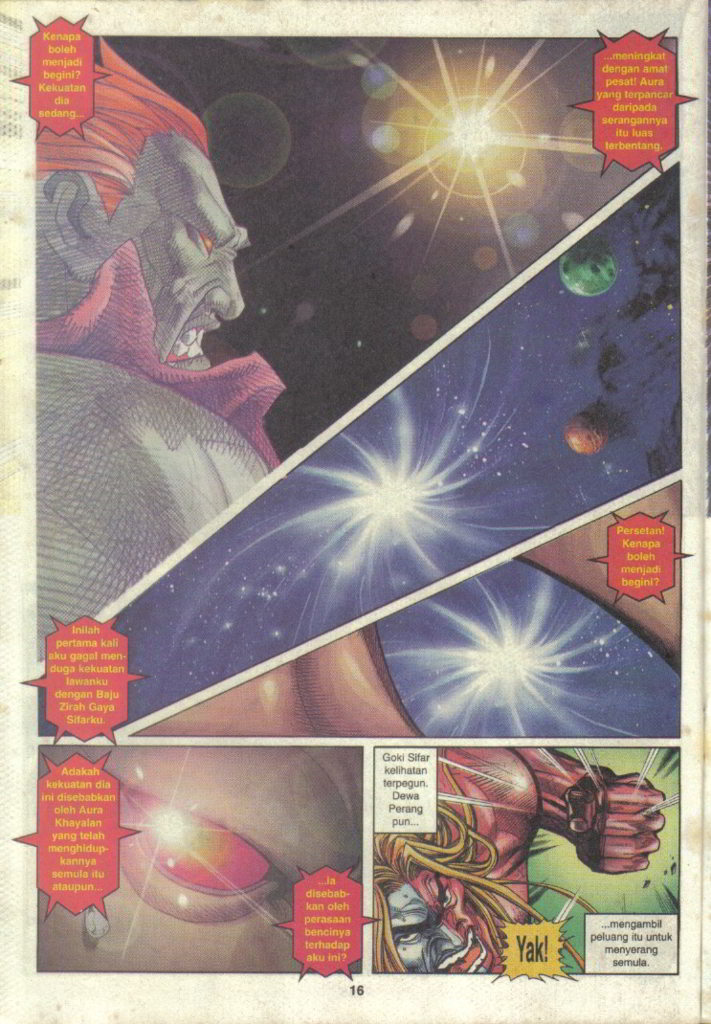 Kenapa
boleh
menjadi
begini?
Kekuatan
dia
sedang...
...meningkat
dengan amat
pesat! Aura
yang terpancar
daripada
serangannya
itu luas
terbentang.
Persetan!
Kenapa
boleh
menjadi
begini?
Inilah
pertama kali
aku gagal men-
duga kekuatan
lawanku
dengan Baju
Zirah Gaya
Sifarku.
Adakah
kekuatan dia
ini disebabkan
oleh Aura
Khayalan
yang telah
menghidup-
kannya
semula itu
ataupun...
...ia
disebab-
kan oleh
perasaan
bencinya
terhadap
aku ini?
Goki Sifar
kelihatan
terpegun.
Dewa
Perang
pun...
Yak!
...mengambil
peluang itu untuk
menyerang
semula.
16